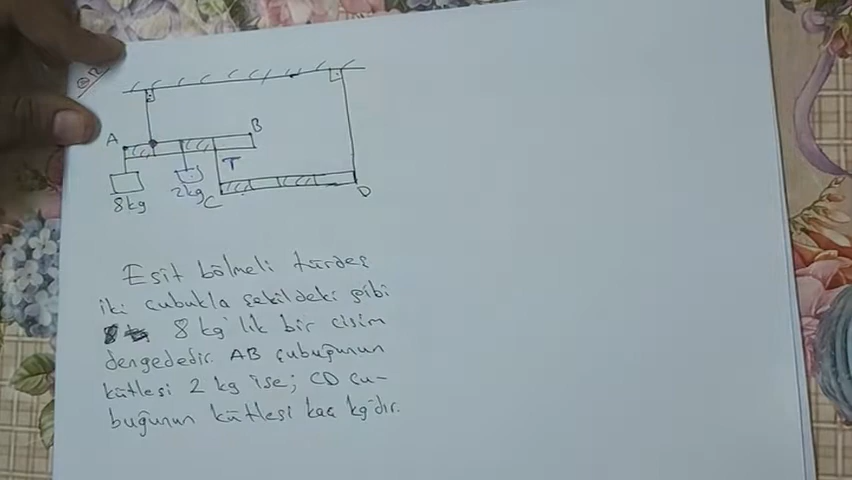 A
B
T
8kg
2kg
C
D
Eşit bölmeli türdeş
iki çubukla şekildeki gibi
8 kg'lik bir cisim
dengededir. AB çubuğunun
kütlesi 2 kg ise; CD çu-
buğunun kütlesi kaç kg'dır.